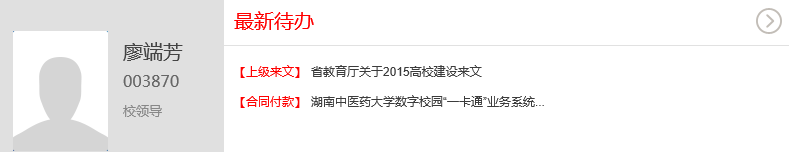 廖端芳
003870
校领导
最新待办
【上级来文】 省教育厅关于2015高校建设来文
【合同付款】 湖南中医药大学数字校园“一卡通”业务系统...